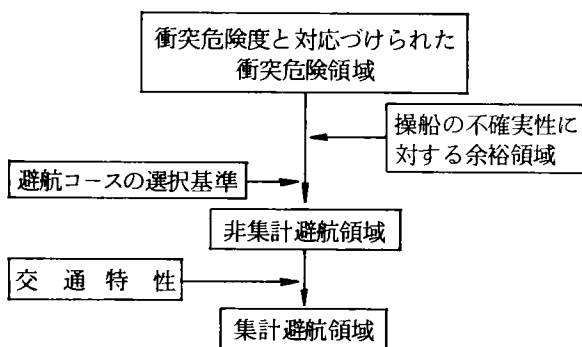 衝突危険度と対応づけられた
衝突危険領域
操船の不確実性に
対する余裕領域
避航コースの選択基準
非集計避航領域
交通特性
集計避航領域